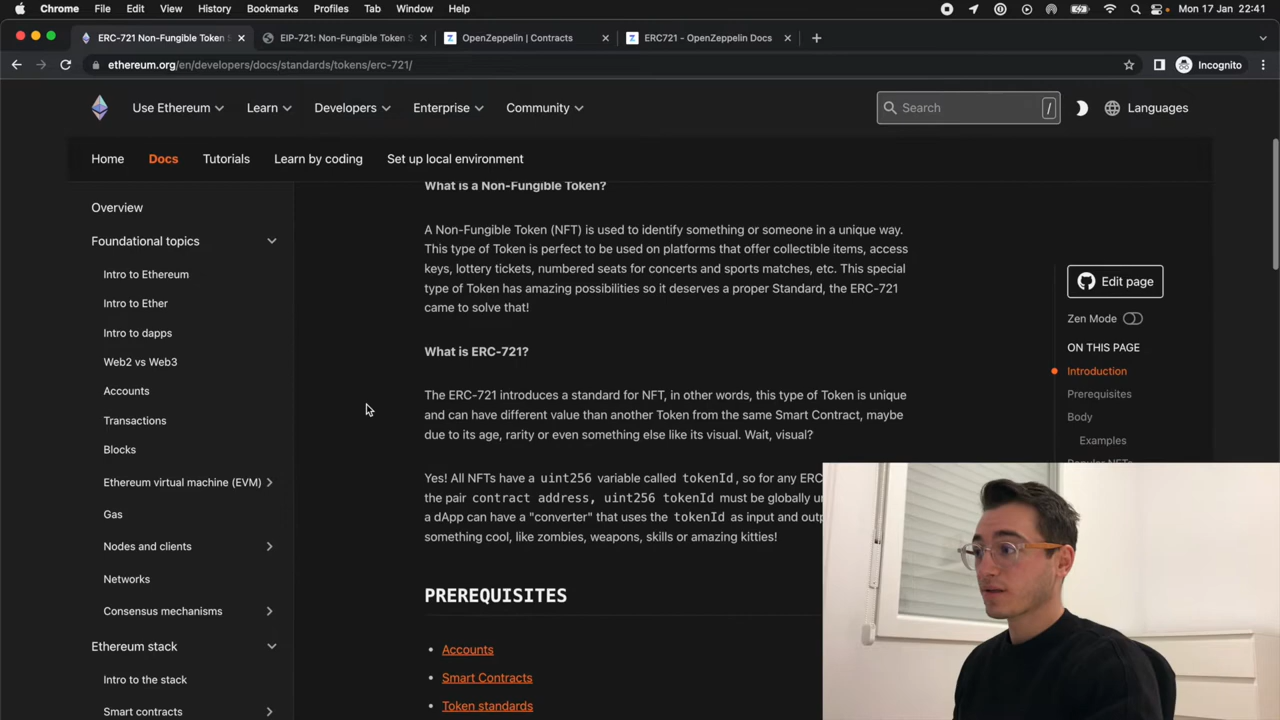 Chrome File Edit View History Bookmarks Profiles Tab Window Help Mon 17 Jan 22:41
ERC-721 Non-Fungible Token S EIP-721: Non-Fungible Token S OpenZeppelin | Contracts ERC721 - OpenZeppelin Docs
ethereum.org/en/developers/docs/standards/tokens/erc-721/ Incognito
Use Ethereum Learn Developers Enterprise Community Search / Languages
Home Docs Tutorials Learn by coding Set up local environment
Overview
Foundational topics
Intro to Ethereum
Intro to Ether
Intro to dapps
Web2 vs Web3
Accounts
Transactions
Blocks
Ethereum virtual machine (EVM)
Gas
Nodes and clients
Networks
Consensus mechanisms
Ethereum stack
Intro to the stack
Smart contracts
What is a Non-Fungible Token?
A Non-Fungible Token (NFT) is used to identify something or someone in a unique way.
This type of Token is perfect to be used on platforms that offer collectible items, access
keys, lottery tickets, numbered seats for concerts and sports matches, etc. This special
type of Token has amazing possibilities so it deserves a proper Standard, the ERC-721
came to solve that!
What is ERC-721?
The ERC-721 introduces a standard for NFT, in other words, this type of Token is unique
and can have different value than another Token from the same Smart Contract, maybe
due to its age, rarity or even something else like its visual. Wait, visual?
Yes! All NFTs have a uint256 variable called tokenId, so for any ERC
the pair contract address, uint256 tokenId must be globally un
a dApp can have a "converter" that uses the tokenId as input and outp
something cool, like zombies, weapons, skills or amazing kitties!
PREREQUISITES
• Accounts
• Smart Contracts
• Token standards
Edit page
Zen Mode
ON THIS PAGE
Introduction
Prerequisites
Body
Examples
Popular NFTs